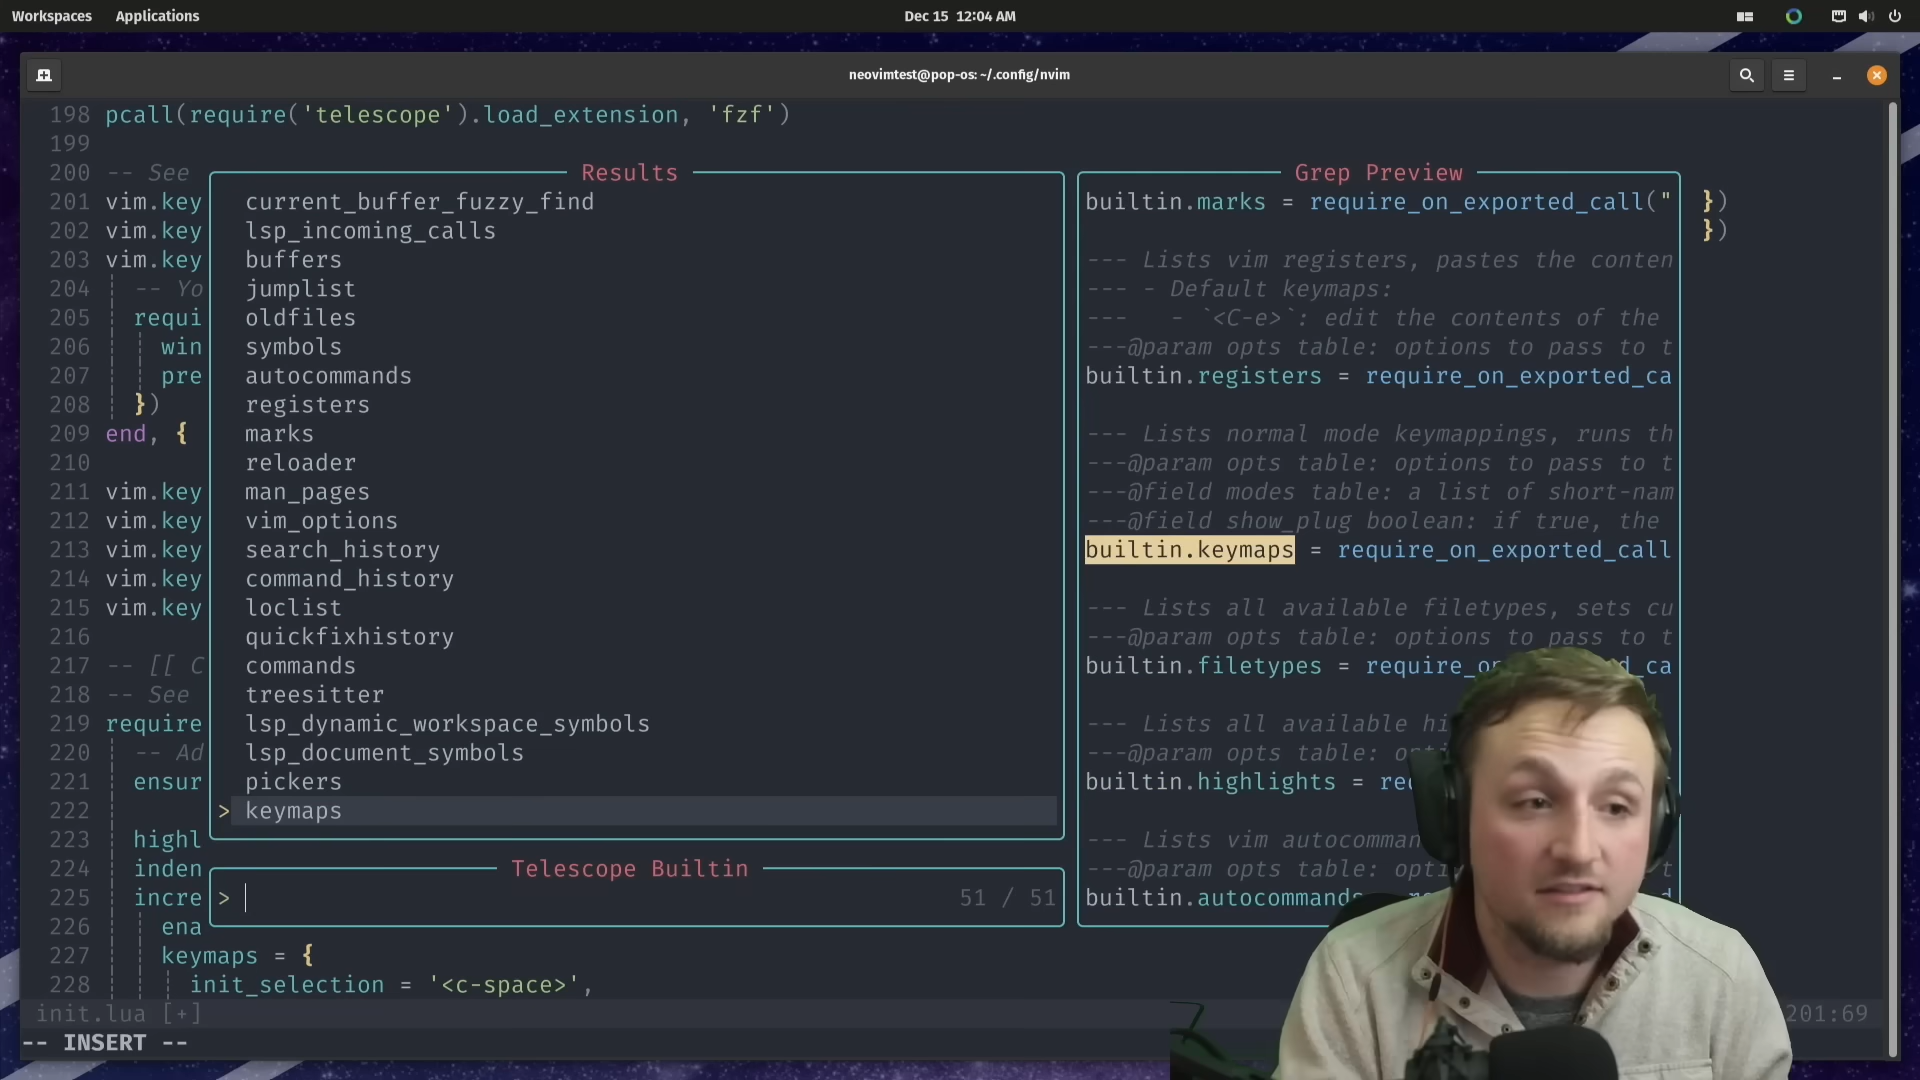 Workspaces Applications Dec 15 12:04 AM
neovimtest@pop-os: ~/.config/nvim
198 pcall(require('telescope').load_extension, 'fzf')
199
200 -- See
201 vim.key
202 vim.key
203 vim.key
204 -- Yo
205 requi
206 win
207 pre
208 })
209 end, {
210
211 vim.key
212 vim.key
213 vim.key
214 vim.key
215 vim.key
216
217 -- [[ C
218 -- See
219 require
220 -- Ad
221 ensur
222
223 highl
224 inden
225 incre
226 ena
227 keymaps = {
228 init_selection = '<c-space>',
Results
current_buffer_fuzzy_find
lsp_incoming_calls
buffers
jumplist
oldfiles
symbols
autocommands
registers
marks
reloader
man_pages
vim_options
search_history
command_history
loclist
quickfixhistory
commands
treesitter
lsp_dynamic_workspace_symbols
lsp_document_symbols
pickers
> keymaps
Telescope Builtin
> 51 / 51
Grep Preview
builtin.marks = require_on_exported_call("
--- Lists vim registers, pastes the conten
--- - Default keymaps:
---   - `<C-e>`: edit the contents of the
---@param opts table: options to pass to t
builtin.registers = require_on_exported_ca
--- Lists normal mode keymappings, runs th
---@param opts table: options to pass to t
---@field modes table: a list of short-nam
---@field show_plug boolean: if true, the
builtin.keymaps = require_on_exported_call
--- Lists all available filetypes, sets cu
---@param opts table: options to pass to t
builtin.filetypes = require_on_exported_ca
--- Lists all available hi
---@param opts table: opti
builtin.highlights = req
--- Lists vim autocomman
---@param opts table: opti
builtin.autocommands
})
})
init.lua [+] 201:69
-- INSERT --